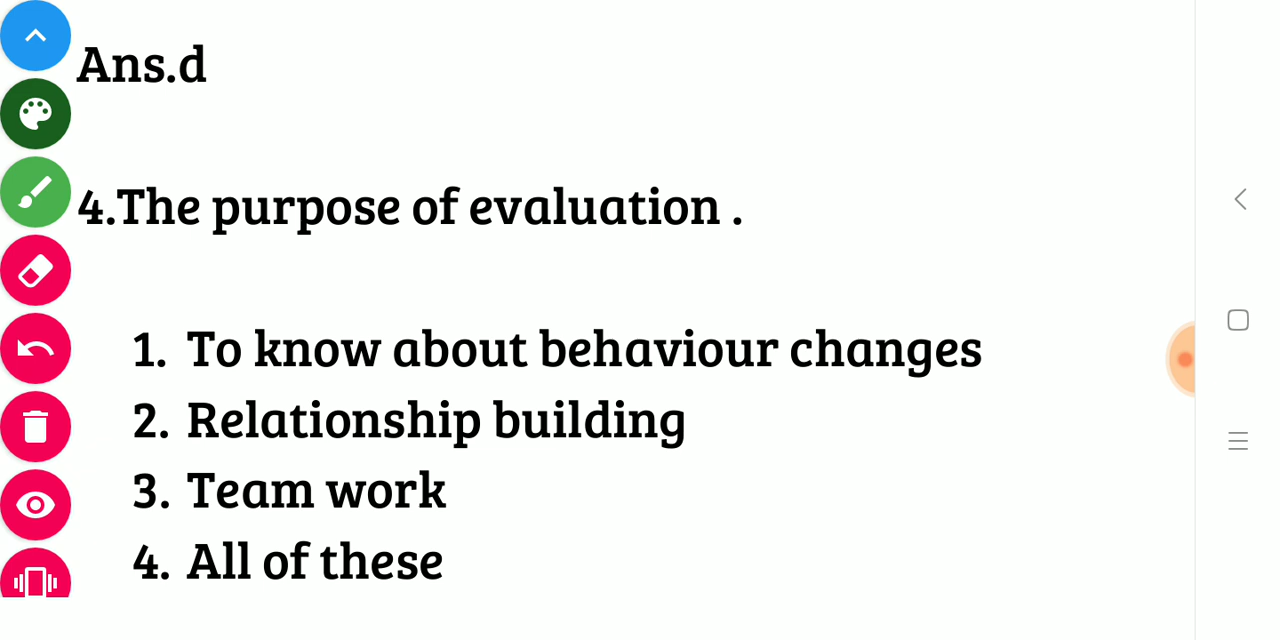 Ans.d
4.The purpose of evaluation .
1. To know about behaviour changes
2. Relationship building
3. Team work
4. All of these